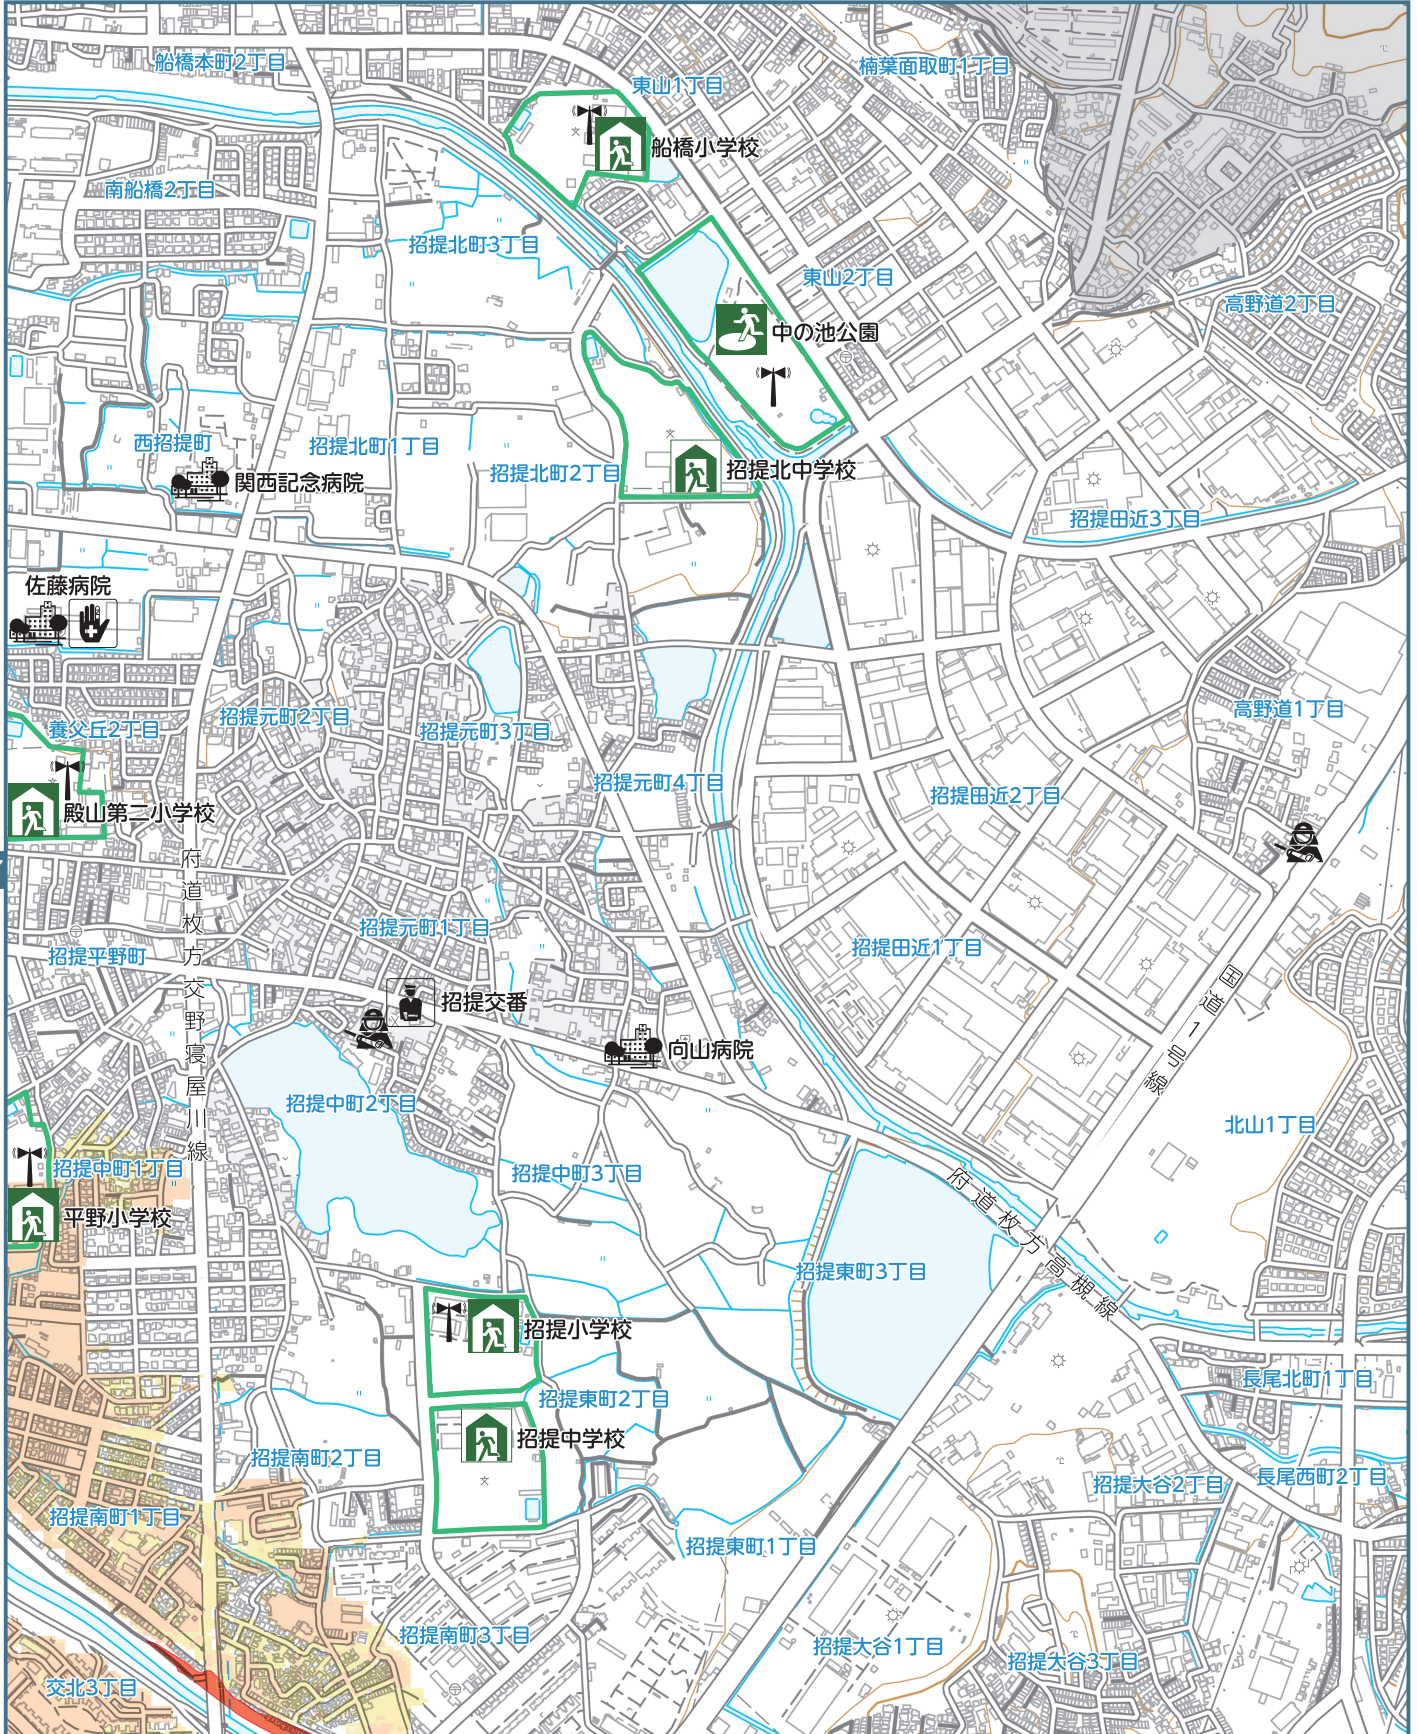 船橋本町2丁目
東山1丁目
楠葉面取町1丁目
船橋小学校
南船橋2丁目
招提北町3丁目
東山2丁目
高野道2丁目
中の池公園
西招提町
招提北町1丁目
招提北町2丁目
招提北中学校
関西記念病院
招提田近3丁目
佐藤病院
養父丘2丁目
招提元町2丁目
招提元町3丁目
高野道1丁目
招提元町4丁目
招提田近2丁目
殿山第二小学校
府道枚方交野寝屋川線
招提元町1丁目
招提田近1丁目
招提平野町
国道1号線
招提交番
向山病院
招提中町2丁目
北山1丁目
招提中町1丁目
招提中町3丁目
府道枚方高槻線
平野小学校
招提東町3丁目
招提小学校
長尾北町1丁目
招提東町2丁目
招提中学校
招提南町2丁目
招提大谷2丁目
長尾西町2丁目
招提南町1丁目
招提東町1丁目
招提南町3丁目
招提大谷1丁目
招提大谷3丁目
交北3丁目